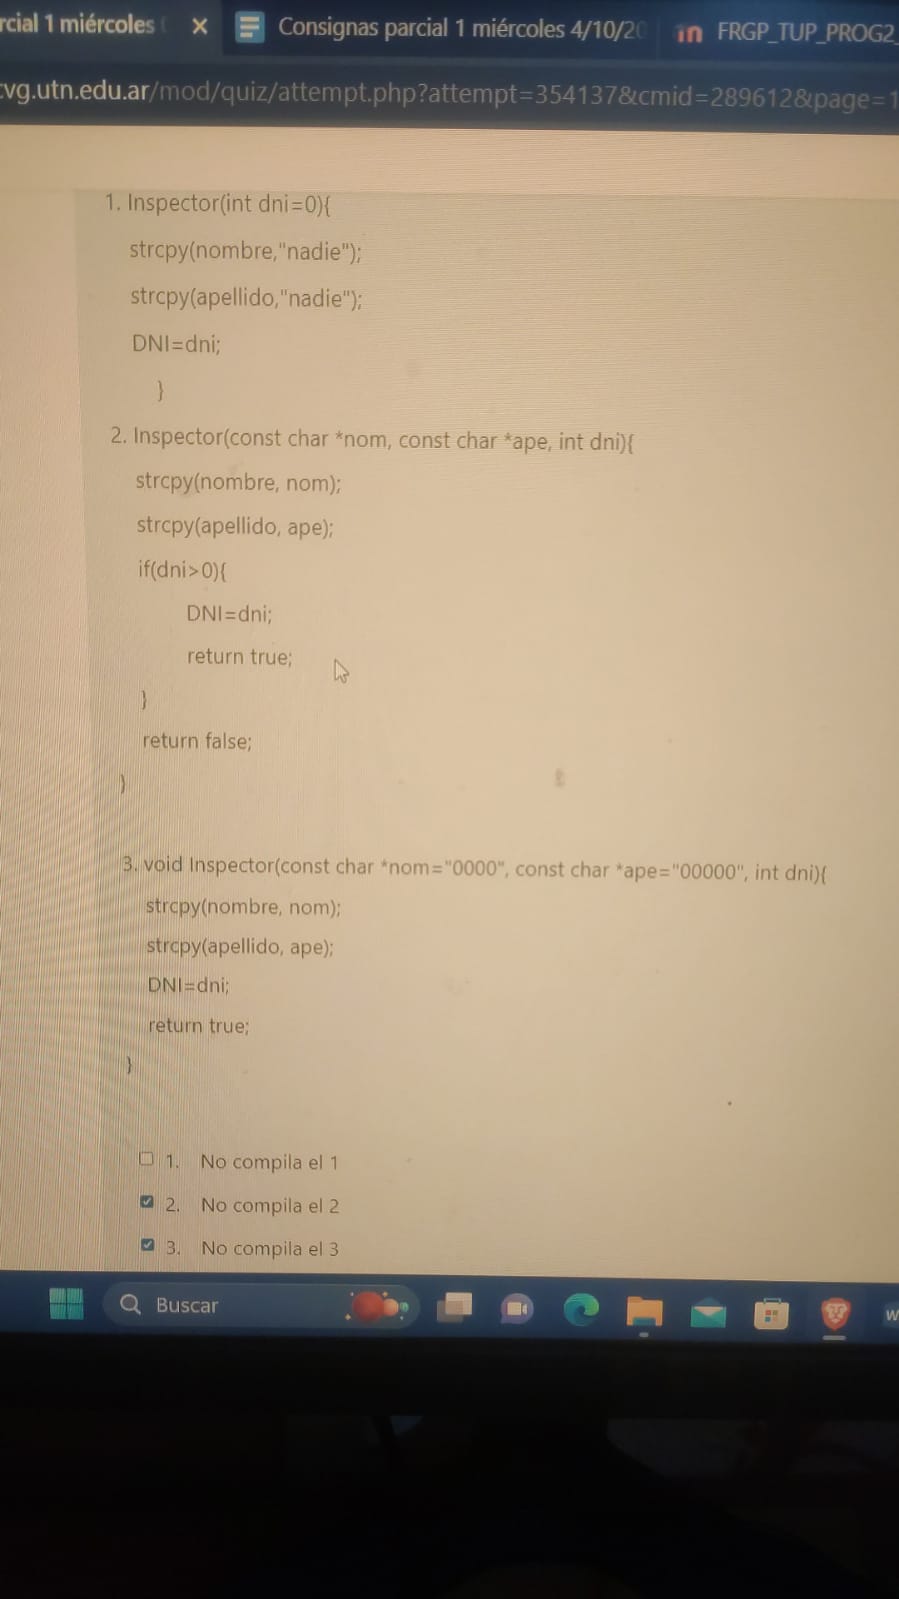 rcial 1 miércoles
Consignas parcial 1 miércoles 4/10/20
in FRGP_TUP_PROG2_
cvg.utn.edu.ar/mod/quiz/attempt.php?attempt=354137&cmid=289612&page=1
1. Inspector(int dni=0){
strcpy(nombre,"nadie");
strcpy(apellido,"nadie");
DNI=dni;
}
2. Inspector(const char *nom, const char *ape, int dni){
strcpy(nombre, nom);
strcpy(apellido, ape);
if(dni>0){
DNI=dni;
return true;
}
return false;
}
3. void Inspector(const char *nom="0000", const char *ape="00000", int dni){
strcpy(nombre, nom);
strcpy(apellido, ape);
DNI=dni;
return true;
}
1. No compila el 1
2. No compila el 2
3. No compila el 3
Buscar
W